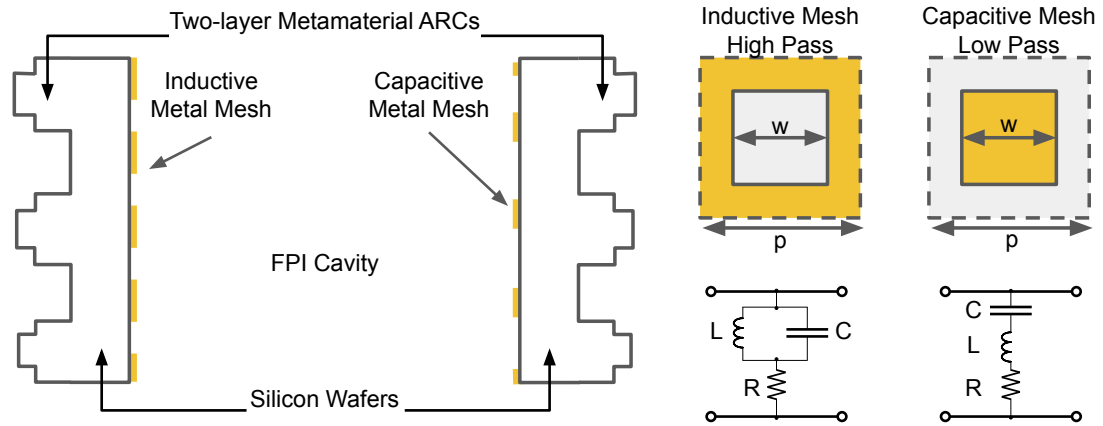 Two-layer Metamaterial ARCs
Inductive
Metal Mesh
Capacitive
Metal Mesh
FPI Cavity
Silicon Wafers
Inductive Mesh
High Pass
w
p
L
C
R
Capacitive Mesh
Low Pass
w
p
C
L
R